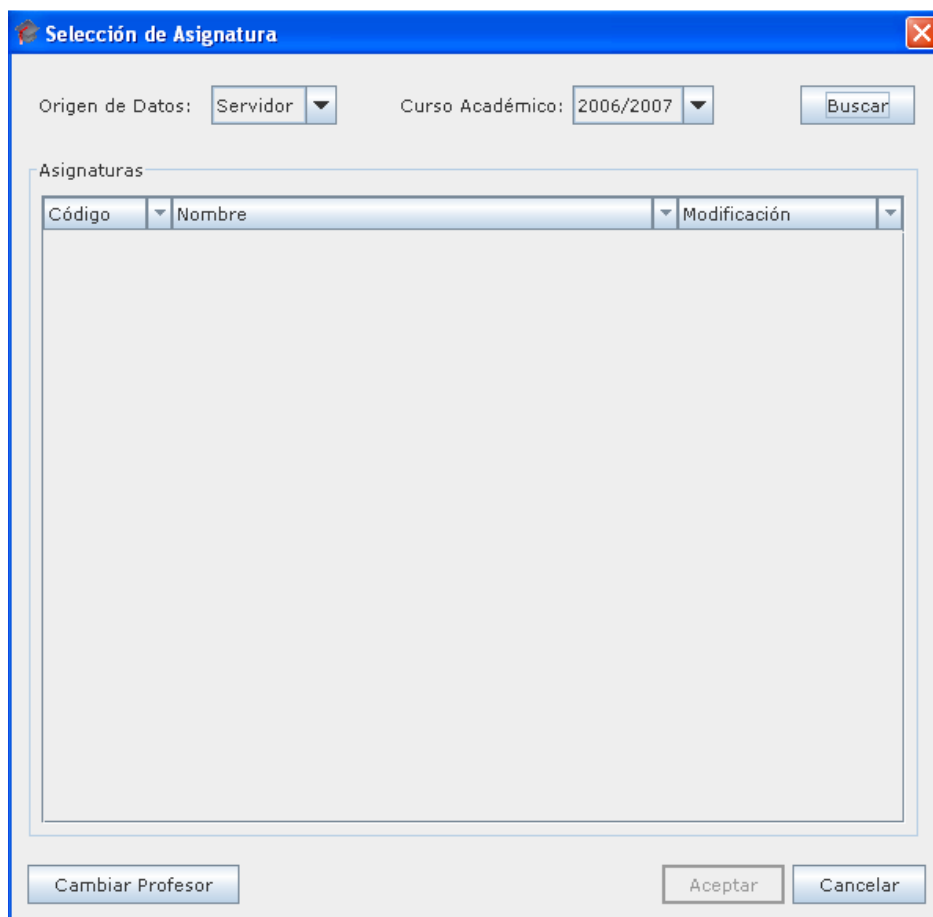 Selección de Asignatura
Origen de Datos: Servidor Curso Académico: 2006/2007 Buscar
Asignaturas
Código Nombre Modificación
Cambiar Profesor Aceptar Cancelar